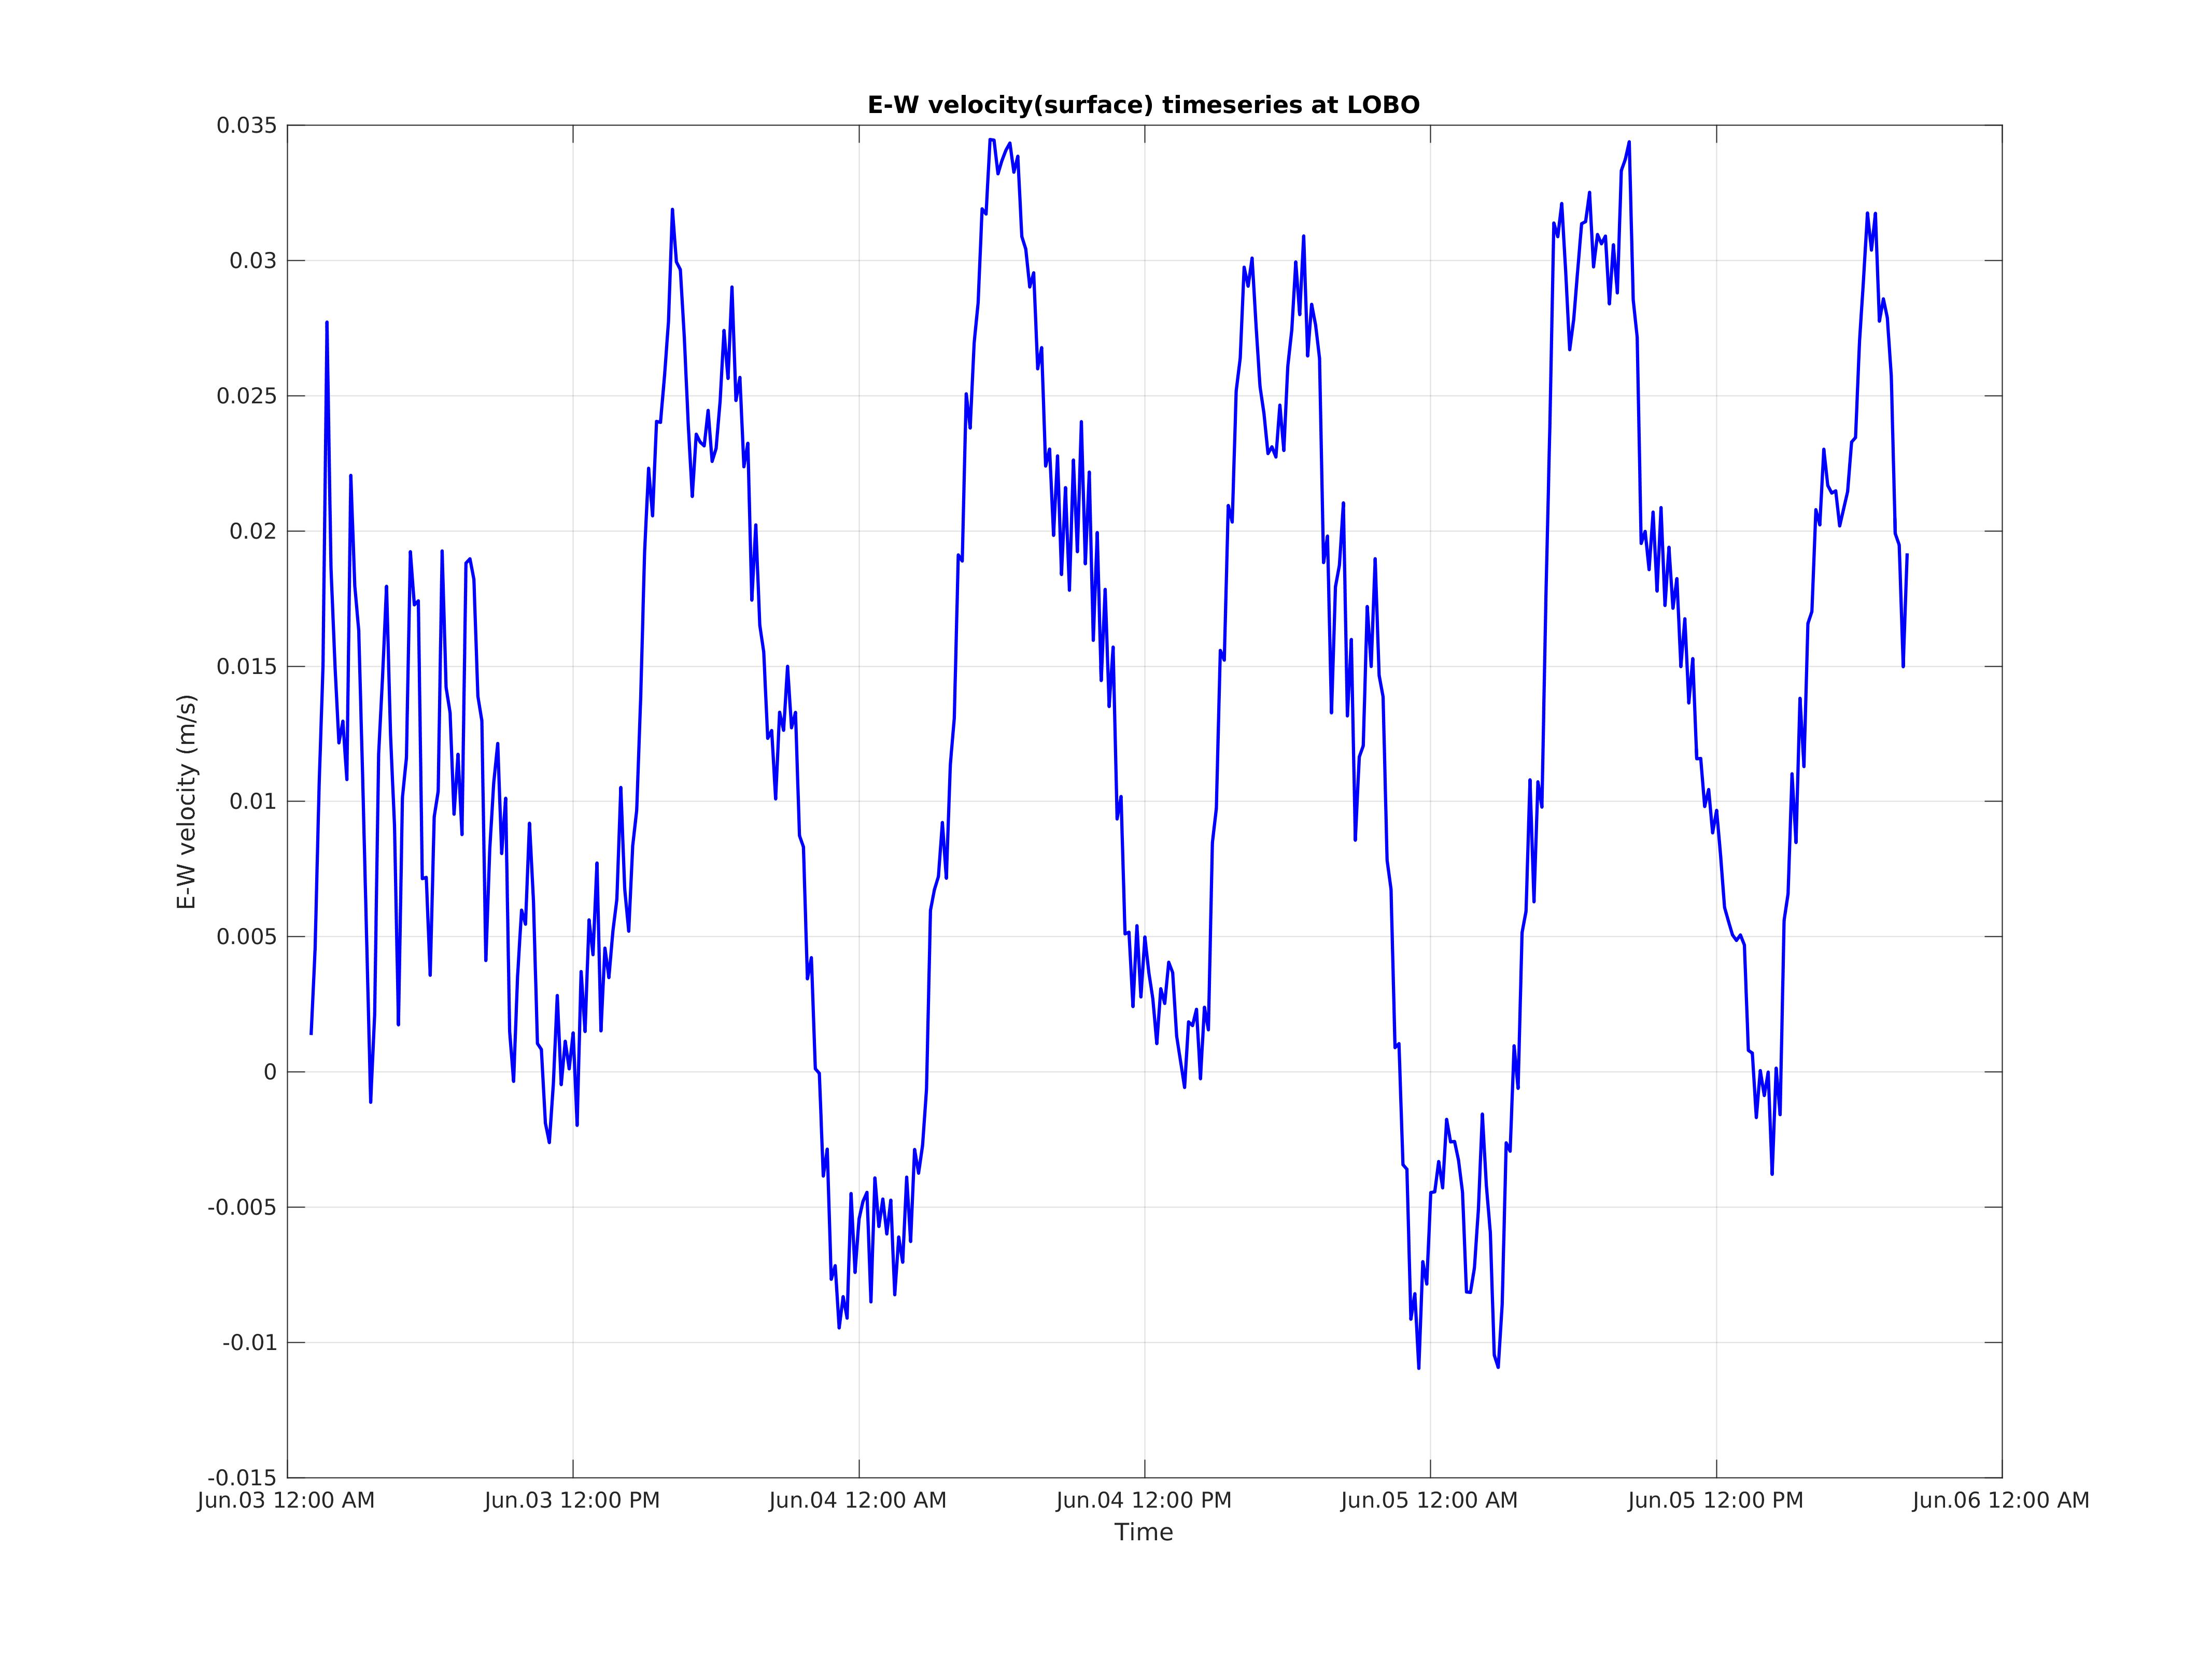 E-W velocity(surface) timeseries at LOBO
0.035
0.03
0.025
0.02
0.015
0.01
0.005
0
-0.005
-0.01
-0.015
E-W velocity (m/s)
Jun.03 12:00 AM
Jun.03 12:00 PM
Jun.04 12:00 AM
Jun.04 12:00 PM
Jun.05 12:00 AM
Jun.05 12:00 PM
Jun.06 12:00 AM
Time